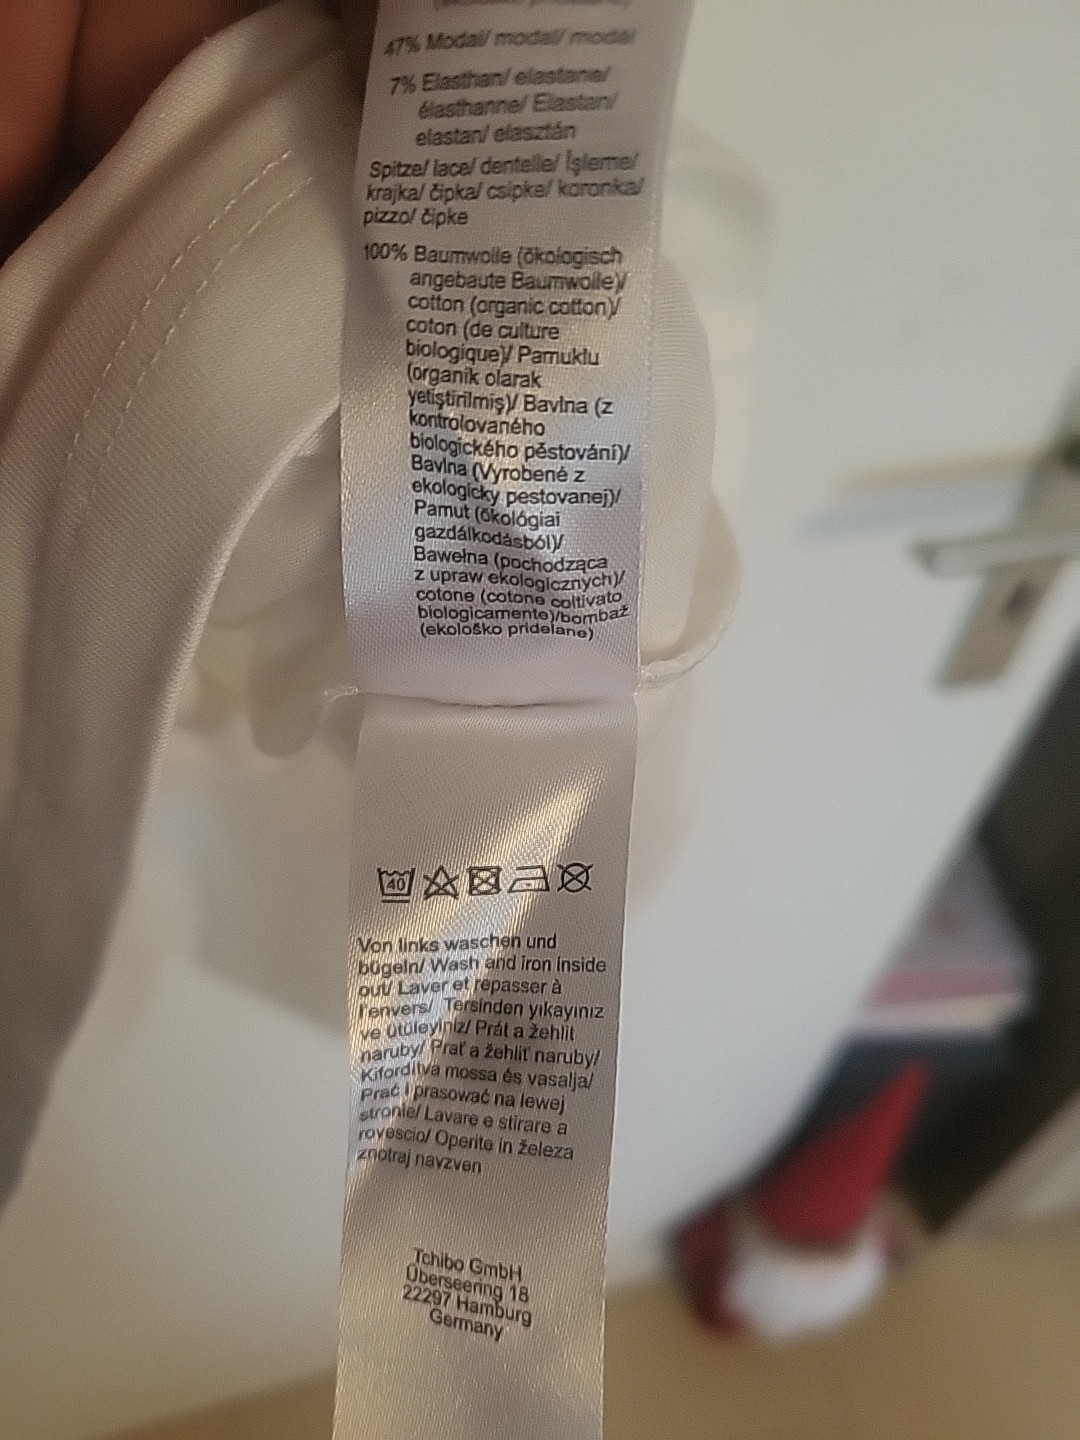 47% Modal/ modal/ modál
7% Elasthan/ elastane/
élasthanne/ Elastan/
elastan/ elasztán
Spitze/ lace/ dentelle/ İşleme/
krajka/ čipka/ csipke/ koronka/
pizzo/ čipke
100% Baumwolle (ökologisch
angebaute Baumwolle)/
cotton (organic cotton)/
coton (de culture
biologique)/ Pamuklu
(organik olarak
yetiştirilmiş)/ Bavlna (z
kontrolovaného
biologického pěstování)/
Bavlna (Vyrobené z
ekologicky pestovanej)/
Pamut (ökológiai
gazdálkodásból)/
Bawełna (pochodząca
z upraw ekologicznych)/
cotone (cotone coltivato
biologicamente)/bombaž
(ekološko pridelane)
40
Von links waschen und
bügeln/ Wash and iron inside
out/ Laver et repasser à
l'envers/ Tersinden yıkayınız
ve ütüleyiniz/ Prát a žehlit
naruby/ Prať a žehliť naruby/
Kifordítva mossa és vasalja/
Prać i prasować na lewej
stronie/ Lavare e stirare a
rovescio/ Operite in železa
znotraj navzven
Tchibo GmbH
Überseering 18
22297 Hamburg
Germany